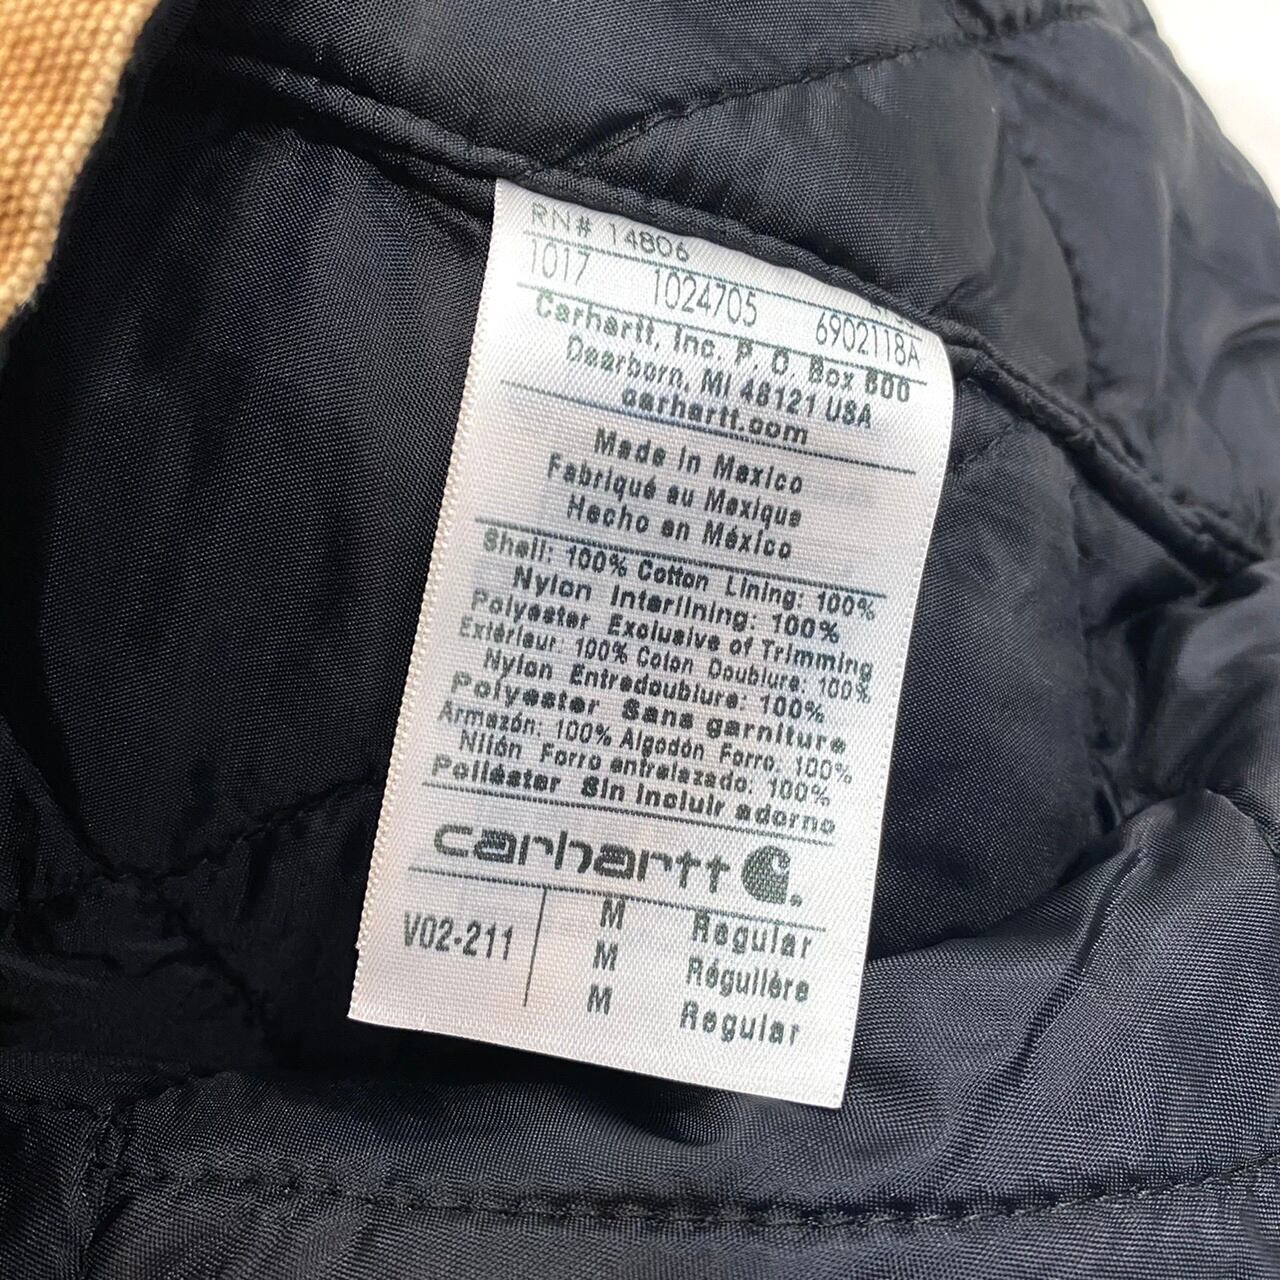 RN# 14806
1017 1024705 6902118A
Carhartt, Inc. P. O. Box 600
Dearborn, MI 48121 USA
carhartt.com
Made in Mexico
Fabriqué au Mexique
Hecho en México
Shell: 100% Cotton Lining: 100%
Nylon Interlining: 100%
Polyester Exclusive of Trimming
Extérieur: 100% Coton Doublure: 100%
Nylon Entredoublure: 100%
Polyester Sans garniture
Armazón: 100% Algodón Forro: 100%
Nilón Forro entrelazado: 100%
Poliéster Sin incluir adorno
carhartt
V02-211
M Regular
M Régulière
M Regular